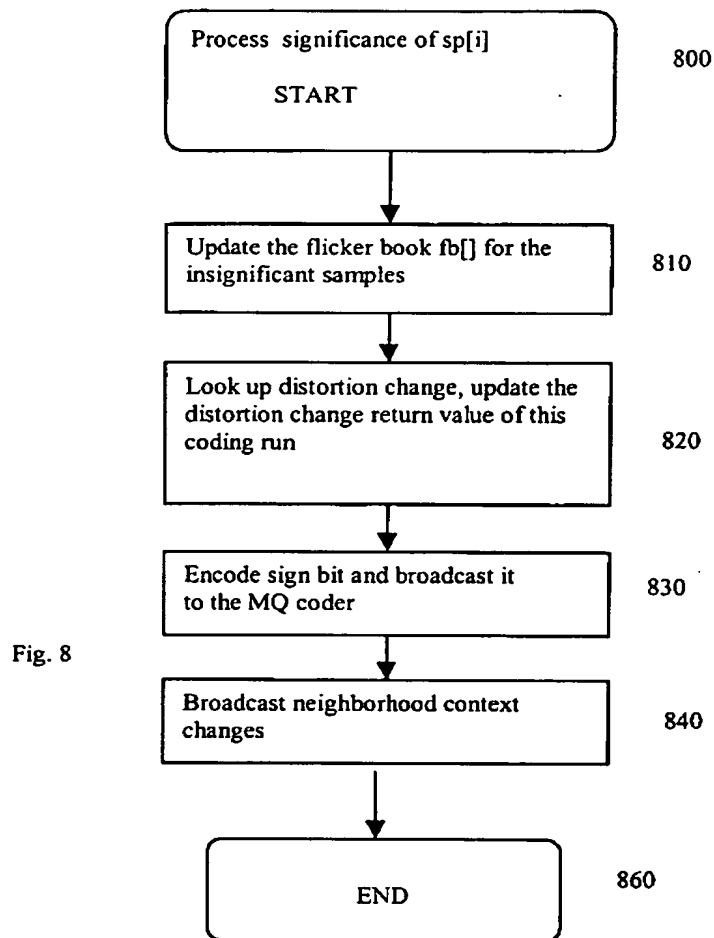 Process significance of sp[i]
START
800
Update the flicker book fb[] for the
insignificant samples
810
Look up distortion change, update the
distortion change return value of this
coding run
820
Encode sign bit and broadcast it
to the MQ coder
830
Fig. 8
Broadcast neighborhood context
changes
840
END
860